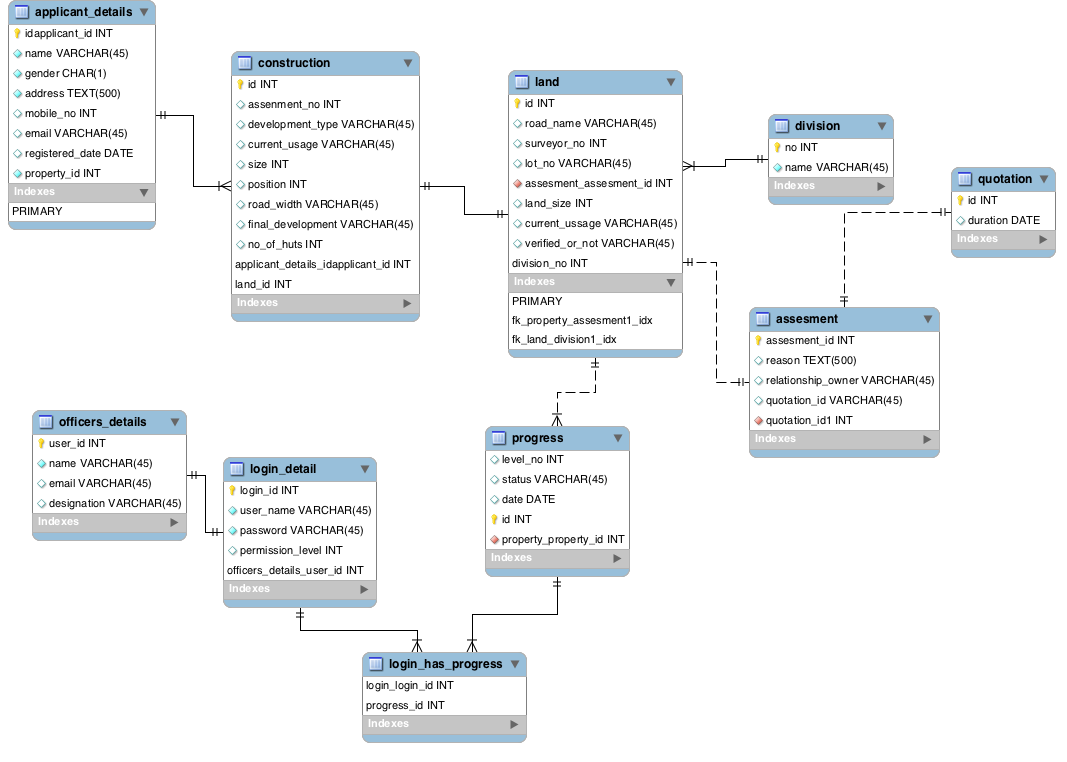 applicant_details
idapplicant_id INT
name VARCHAR(45)
gender CHAR(1)
address TEXT(500)
mobile_no INT
email VARCHAR(45)
registered_date DATE
property_id INT
Indexes
PRIMARY
construction
id INT
assenment_no INT
development_type VARCHAR(45)
current_usage VARCHAR(45)
size INT
position INT
road_width VARCHAR(45)
final_development VARCHAR(45)
no_of_huts INT
applicant_details_idapplicant_id INT
land_id INT
Indexes
land
id INT
road_name VARCHAR(45)
surveyor_no INT
lot_no VARCHAR(45)
assesment_assesment_id INT
land_size INT
current_ussage VARCHAR(45)
verified_or_not VARCHAR(45)
division_no INT
Indexes
PRIMARY
fk_property_assesment1_idx
fk_land_division1_idx
division
no INT
name VARCHAR(45)
Indexes
quotation
id INT
duration DATE
Indexes
assesment
assesment_id INT
reason TEXT(500)
relationship_owner VARCHAR(45)
quotation_id VARCHAR(45)
quotation_id1 INT
Indexes
officers_details
user_id INT
name VARCHAR(45)
email VARCHAR(45)
designation VARCHAR(45)
Indexes
login_detail
login_id INT
user_name VARCHAR(45)
password VARCHAR(45)
permission_level INT
officers_details_user_id INT
Indexes
progress
level_no INT
status VARCHAR(45)
date DATE
id INT
property_property_id INT
Indexes
login_has_progress
login_login_id INT
progress_id INT
Indexes